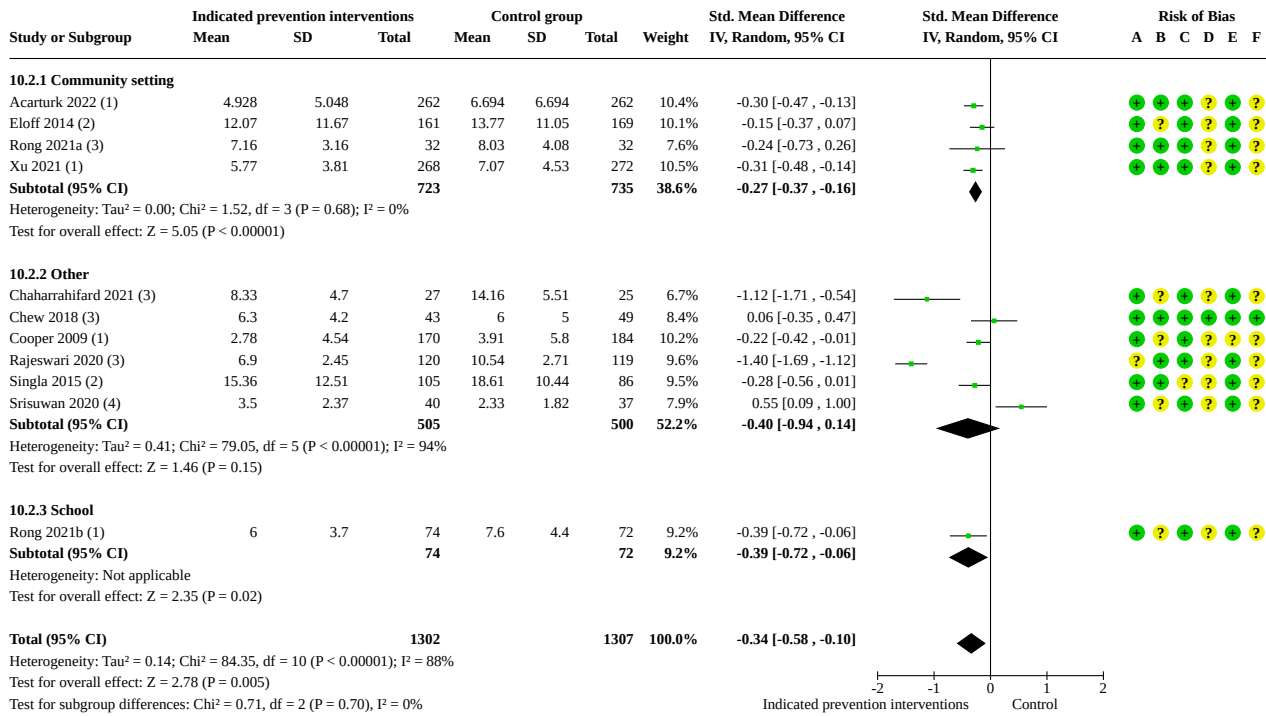 Indicated prevention interventions Control group Std. Mean Difference Std. Mean Difference Risk of Bias
Study or Subgroup Mean SD Total Mean SD Total Weight IV, Random, 95% CI IV, Random, 95% CI A B C D E F
10.2.1 Community setting
Acarturk 2022 (1) 4.928 5.048 262 6.694 6.694 262 10.4% -0.30 [-0.47 , -0.13] + + + ? + ?
Eloff 2014 (2) 12.07 11.67 161 13.77 11.05 169 10.1% -0.15 [-0.37 , 0.07] + ? + ? + ?
Rong 2021a (3) 7.16 3.16 32 8.03 4.08 32 7.6% -0.24 [-0.73 , 0.26] + + + ? + ?
Xu 2021 (1) 5.77 3.81 268 7.07 4.53 272 10.5% -0.31 [-0.48 , -0.14] + + + ? + ?
Subtotal (95% CI) 723 735 38.6% -0.27 [-0.37 , -0.16]
Heterogeneity: Tau² = 0.00; Chi² = 1.52, df = 3 (P = 0.68); I² = 0%
Test for overall effect: Z = 5.05 (P < 0.00001)
10.2.2 Other
Chaharrahifard 2021 (3) 8.33 4.7 27 14.16 5.51 25 6.7% -1.12 [-1.71 , -0.54] + ? + ? + ?
Chew 2018 (3) 6.3 4.2 43 6 5 49 8.4% 0.06 [-0.35 , 0.47] + + + + + +
Cooper 2009 (1) 2.78 4.54 170 3.91 5.8 184 10.2% -0.22 [-0.42 , -0.01] + ? + ? ? ?
Rajeswari 2020 (3) 6.9 2.45 120 10.54 2.71 119 9.6% -1.40 [-1.69 , -1.12] ? + + ? + ?
Singla 2015 (2) 15.36 12.51 105 18.61 10.44 86 9.5% -0.28 [-0.56 , 0.01] + + ? ? + ?
Srisuwan 2020 (4) 3.5 2.37 40 2.33 1.82 37 7.9% 0.55 [0.09 , 1.00] + ? + ? + ?
Subtotal (95% CI) 505 500 52.2% -0.40 [-0.94 , 0.14]
Heterogeneity: Tau² = 0.41; Chi² = 79.05, df = 5 (P < 0.00001); I² = 94%
Test for overall effect: Z = 1.46 (P = 0.15)
10.2.3 School
Rong 2021b (1) 6 3.7 74 7.6 4.4 72 9.2% -0.39 [-0.72 , -0.06] + ? + ? + ?
Subtotal (95% CI) 74 72 9.2% -0.39 [-0.72 , -0.06]
Heterogeneity: Not applicable
Test for overall effect: Z = 2.35 (P = 0.02)
Total (95% CI) 1302 1307 100.0% -0.34 [-0.58 , -0.10]
Heterogeneity: Tau² = 0.14; Chi² = 84.35, df = 10 (P < 0.00001); I² = 88%
Test for overall effect: Z = 2.78 (P = 0.005) -2 -1 0 1 2
Test for subgroup differences: Chi² = 0.71, df = 2 (P = 0.70), I² = 0% Indicated prevention interventions Control